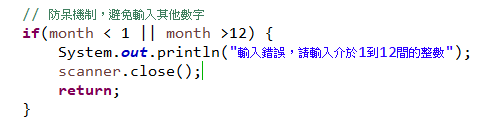 // 防呆機制，避免輸入其他數字
if(month < 1 || month >12) {
System.out.println("輸入錯誤，請輸入介於1到12間的整數");
scanner.close();
return;
}